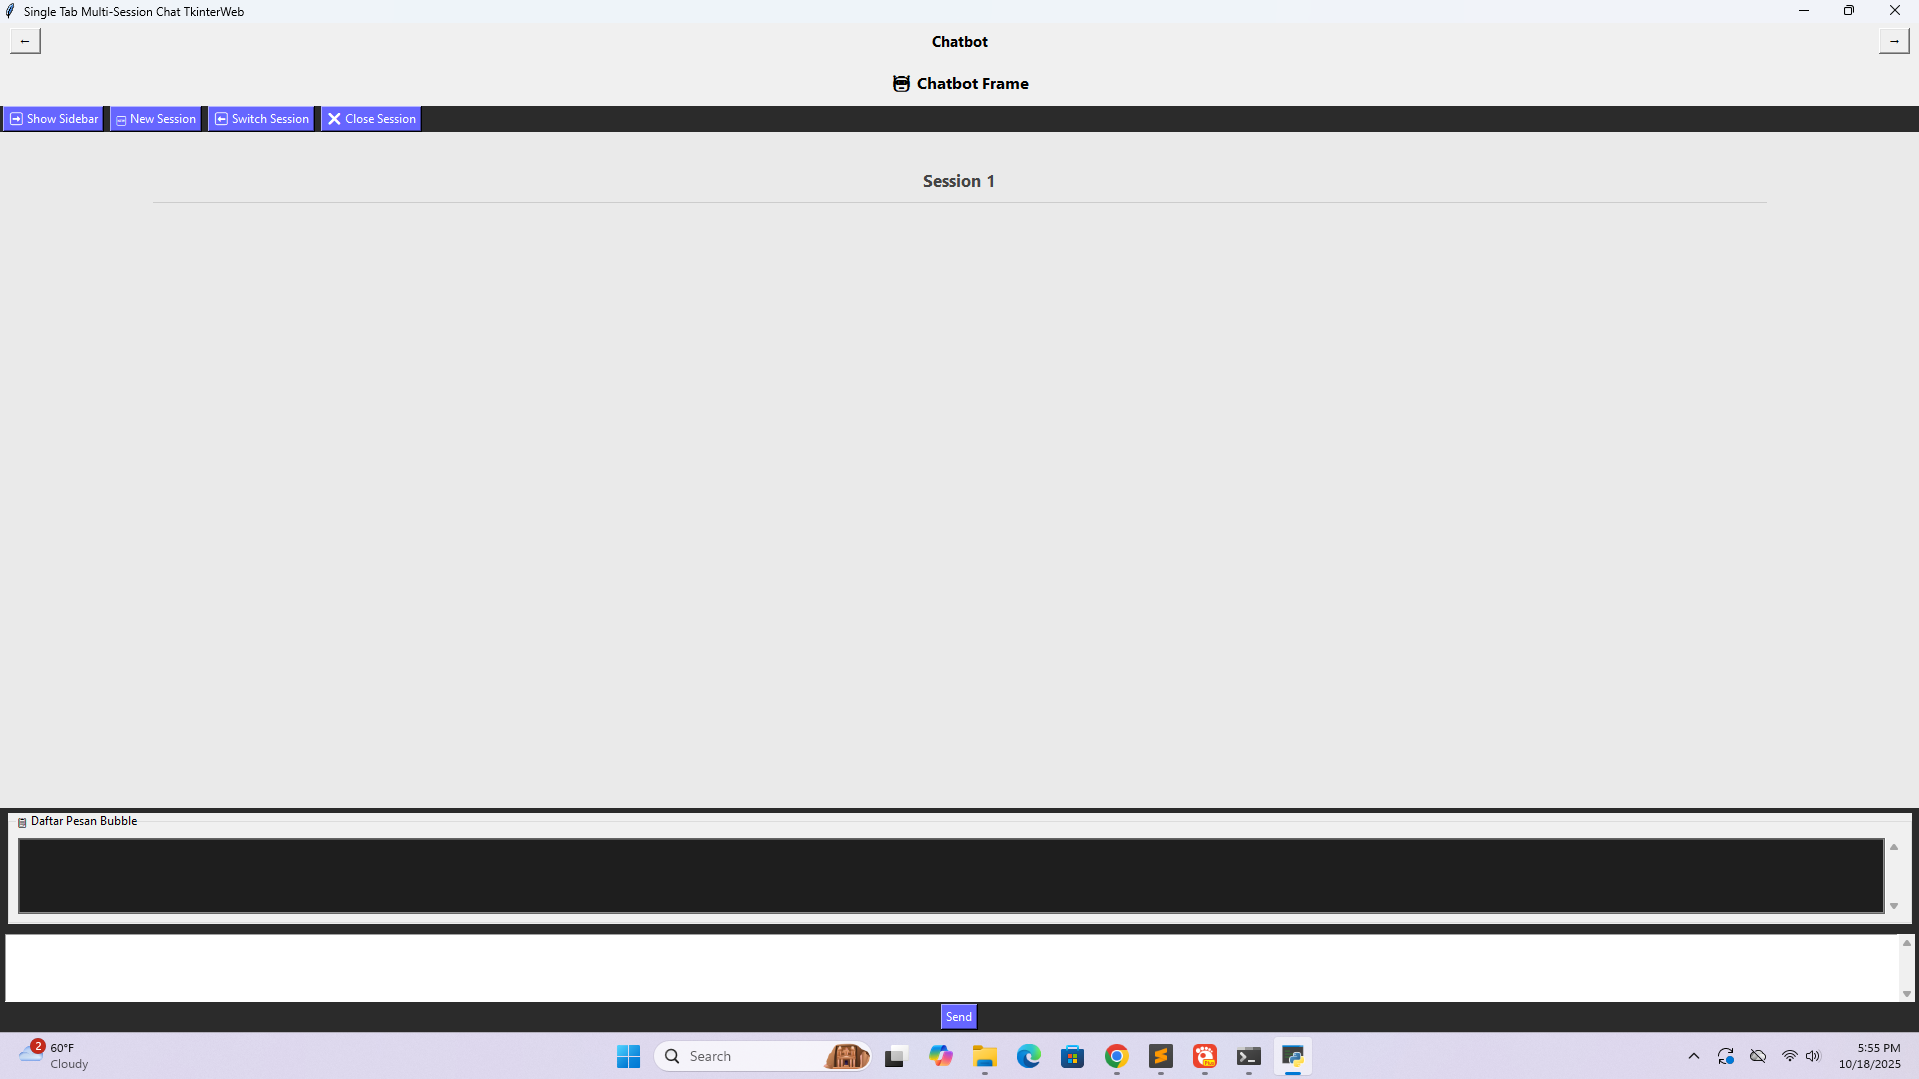 Single Tab Multi-Session Chat TkinterWeb
← Chatbot →
Chatbot Frame
Show Sidebar New Session Switch Session Close Session
Session 1
Daftar Pesan Bubble
Send
2 60°F
Cloudy
Search
5:55 PM
10/18/2025